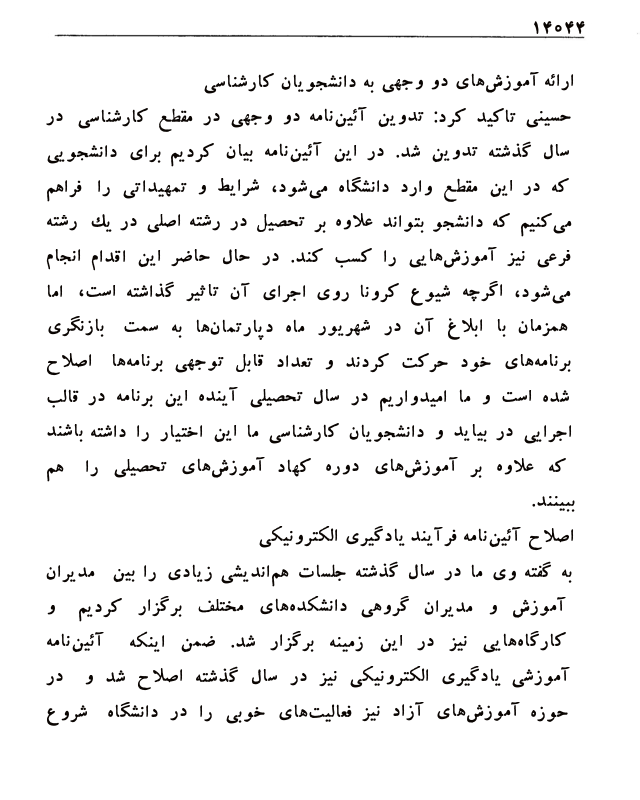 ۱۴۰۴۴
ارائه آموزش‌های دو وجهی به دانشجویان کارشناسی
حسینی تاکید کرد: تدوین آئین‌نامه دو وجهی در مقطع کارشناسی در
سال گذشته تدوین شد. در این آئین‌نامه بیان کردیم برای دانشجویی
که در این مقطع وارد دانشگاه می‌شود، شرایط و تمهیداتی را فراهم
می‌کنیم که دانشجو بتواند علاوه بر تحصیل در رشته اصلی در یك رشته
فرعی نیز آموزش‌هایی را کسب کند. در حال حاضر این اقدام انجام
می‌شود، اگرچه شیوع کرونا روی اجرای آن تاثیر گذاشته است، اما
همزمان با ابلاغ آن در شهریور ماه دپارتمان‌ها به سمت بازنگری
برنامه‌های خود حرکت کردند و تعداد قابل توجهی برنامه‌ها اصلاح
شده است و ما امیدواریم در سال تحصیلی آینده این برنامه در قالب
اجرایی در بیاید و دانشجویان کارشناسی ما این اختیار را داشته باشند
که علاوه بر آموزش‌های دوره کهاد آموزش‌های تحصیلی را هم
ببینند.
اصلاح آئین‌نامه فرآیند یادگیری الکترونیکی
به گفته وی ما در سال گذشته جلسات هم‌اندیشی زیادی را بین مدیران
آموزش و مدیران گروهی دانشکده‌های مختلف برگزار کردیم و
کارگاه‌هایی نیز در این زمینه برگزار شد. ضمن اینکه آئین‌نامه
آموزشی یادگیری الکترونیکی نیز در سال گذشته اصلاح شد و در
حوزه آموزش‌های آزاد نیز فعالیت‌های خوبی را در دانشگاه شروع